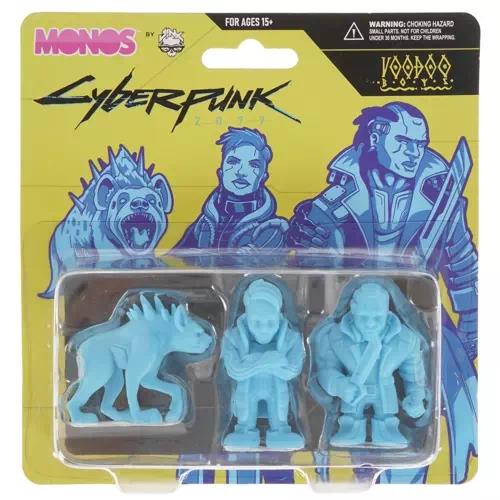 MONOS
BY
FOR AGES 15+
WARNING: CHOKING HAZARD
SMALL PARTS. NOT FOR CHILDREN
UNDER 36 MONTHS. KEEP THE WRAPPING.
VOODOO
BOYS
Cyberpunk
2077